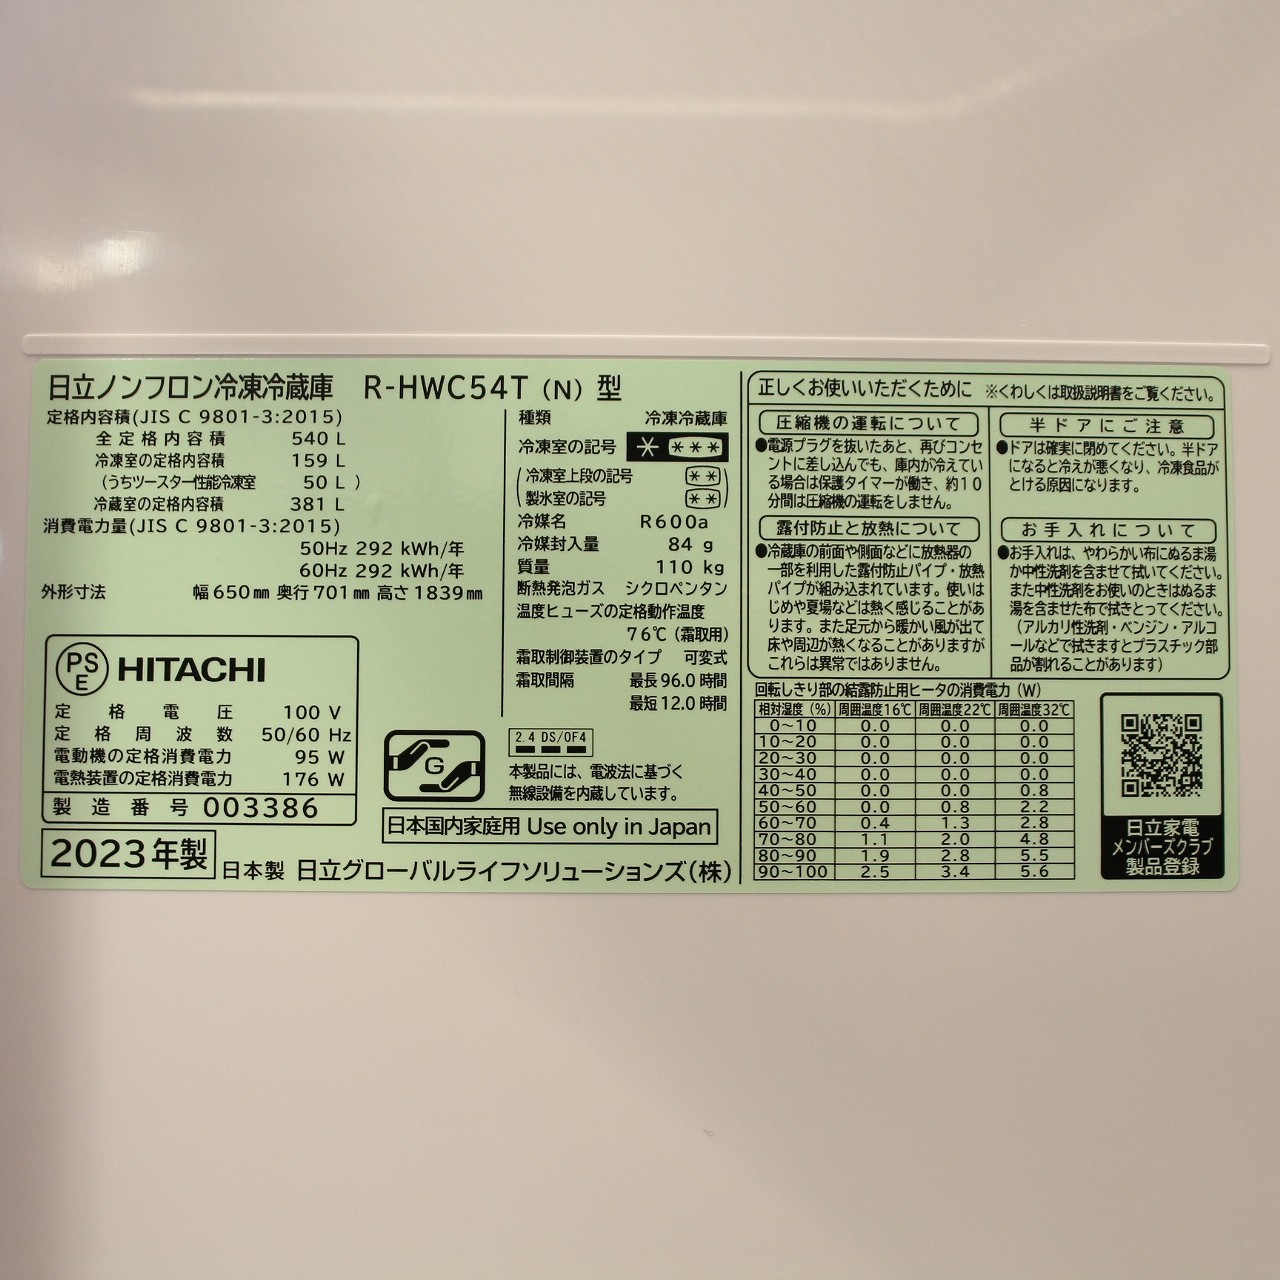 日立ノンフロン冷凍冷蔵庫 R-HWC54T（N）型
定格内容積(JIS C 9801-3:2015)
全定格内容積 540 L
冷凍室の定格内容積 159 L
（うちツースター性能冷凍室 50 L ）
冷蔵室の定格内容積 381 L
消費電力量(JIS C 9801-3:2015)
50Hz 292 kWh/年
60Hz 292 kWh/年
外形寸法 幅650mm 奥行701mm 高さ1839mm
PSE HITACHI
定格電圧 100 V
定格周波数 50/60 Hz
電動機の定格消費電力 95 W
電熱装置の定格消費電力 176 W
製造番号 003386
2023年製
日本製 日立グローバルライフソリューションズ（株）
種類 冷凍冷蔵庫
冷凍室の記号 * ***
（冷凍室上段の記号 **
製氷室の記号 **）
冷媒名 R600a
冷媒封入量 84 g
質量 110 kg
断熱発泡ガス シクロペンタン
温度ヒューズの定格動作温度
76℃（霜取用）
霜取制御装置のタイプ 可変式
霜取間隔 最長96.0時間
最短12.0時間
G
2.4 DS/OF4
本製品には、電波法に基づく
無線設備を内蔵しています。
日本国内家庭用 Use only in Japan
正しくお使いいただくために ※くわしくは取扱説明書をご覧ください。
圧縮機の運転について
●電源プラグを抜いたあと、再びコンセ
ントに差し込んでも、庫内が冷えてい
る場合は保護タイマーが働き、約10
分間は圧縮機の運転をしません。
露付防止と放熱について
●冷蔵庫の前面や側面などに放熱器の
一部を利用した露付防止パイプ・放熱
パイプが組み込まれています。使いは
じめや夏場などは熱く感じることがあ
ります。また足元から暖かい風が出て
床や周辺が熱くなることがありますが
これらは異常ではありません。
半ドアにご注意
●ドアは確実に閉めてください。半ドア
になると冷えが悪くなり、冷凍食品が
とける原因になります。
お手入れについて
●お手入れは、やわらかい布にぬるま湯
か中性洗剤を含ませて拭いてください。
また中性洗剤をお使いのときはぬるま
湯を含ませた布で拭きとってください。
（アルカリ性洗剤・ベンジン・アルコ
ールなどで拭きますとプラスチック部
品が割れることがあります）
回転しきり部の結露防止用ヒータの消費電力（W）
相対湿度（%） 周囲温度16℃ 周囲温度22℃ 周囲温度32℃
0～10 0.0 0.0 0.0
10～20 0.0 0.0 0.0
20～30 0.0 0.0 0.0
30～40 0.0 0.0 0.0
40～50 0.0 0.0 0.8
50～60 0.0 0.8 2.2
60～70 0.4 1.3 2.8
70～80 1.1 2.0 4.8
80～90 1.9 2.8 5.5
90～100 2.5 3.4 5.6
日立家電
メンバーズクラブ
製品登録